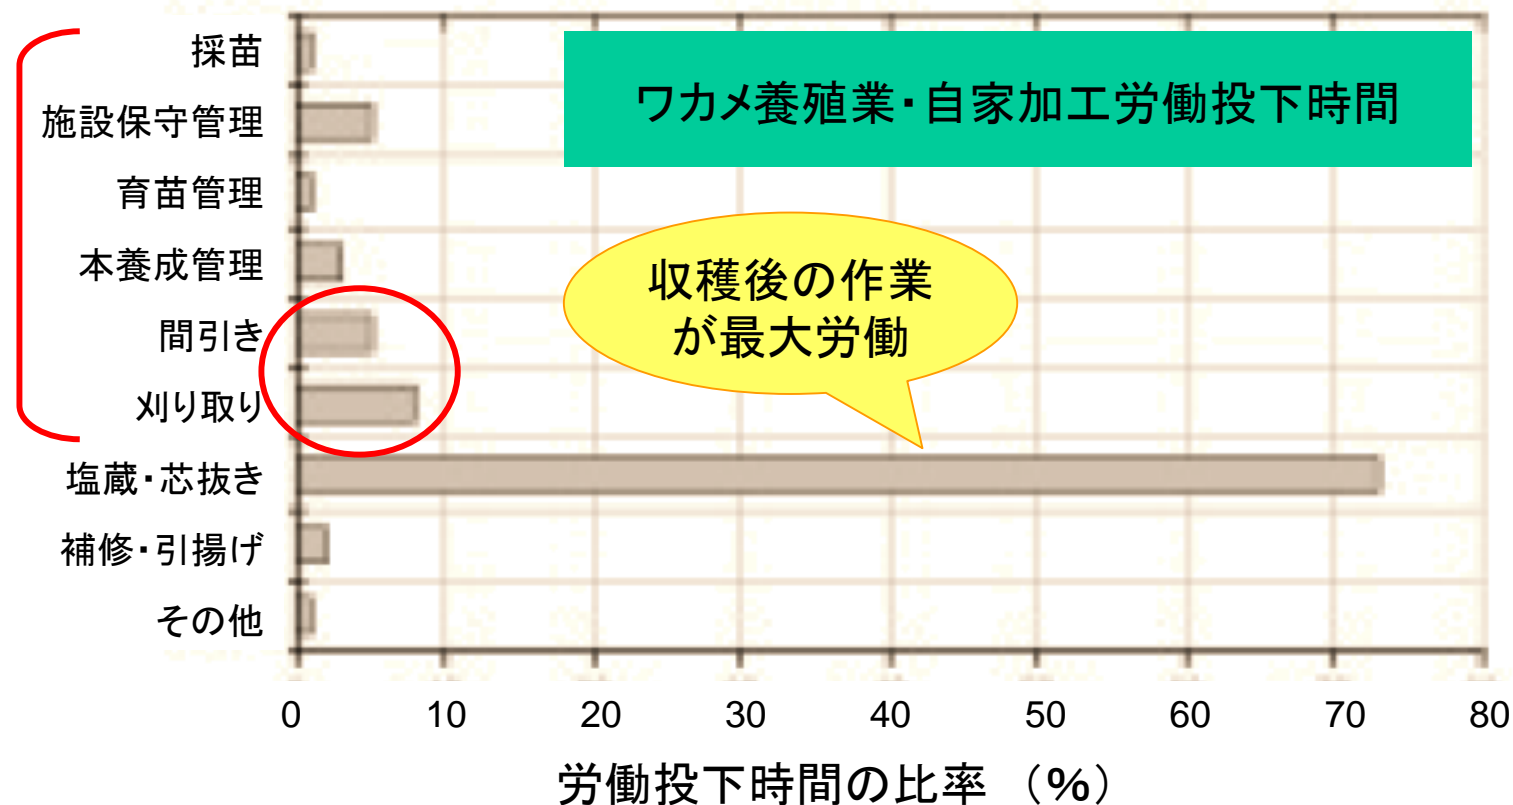 採苗
施設保守管理
育苗管理
本養成管理
間引き
刈り取り
塩蔵・芯抜き
補修・引揚げ
その他
ワカメ養殖業・自家加工労働投下時間
収穫後の作業
が最大労働
0 10 20 30 40 50 60 70 80
労働投下時間の比率 （%）